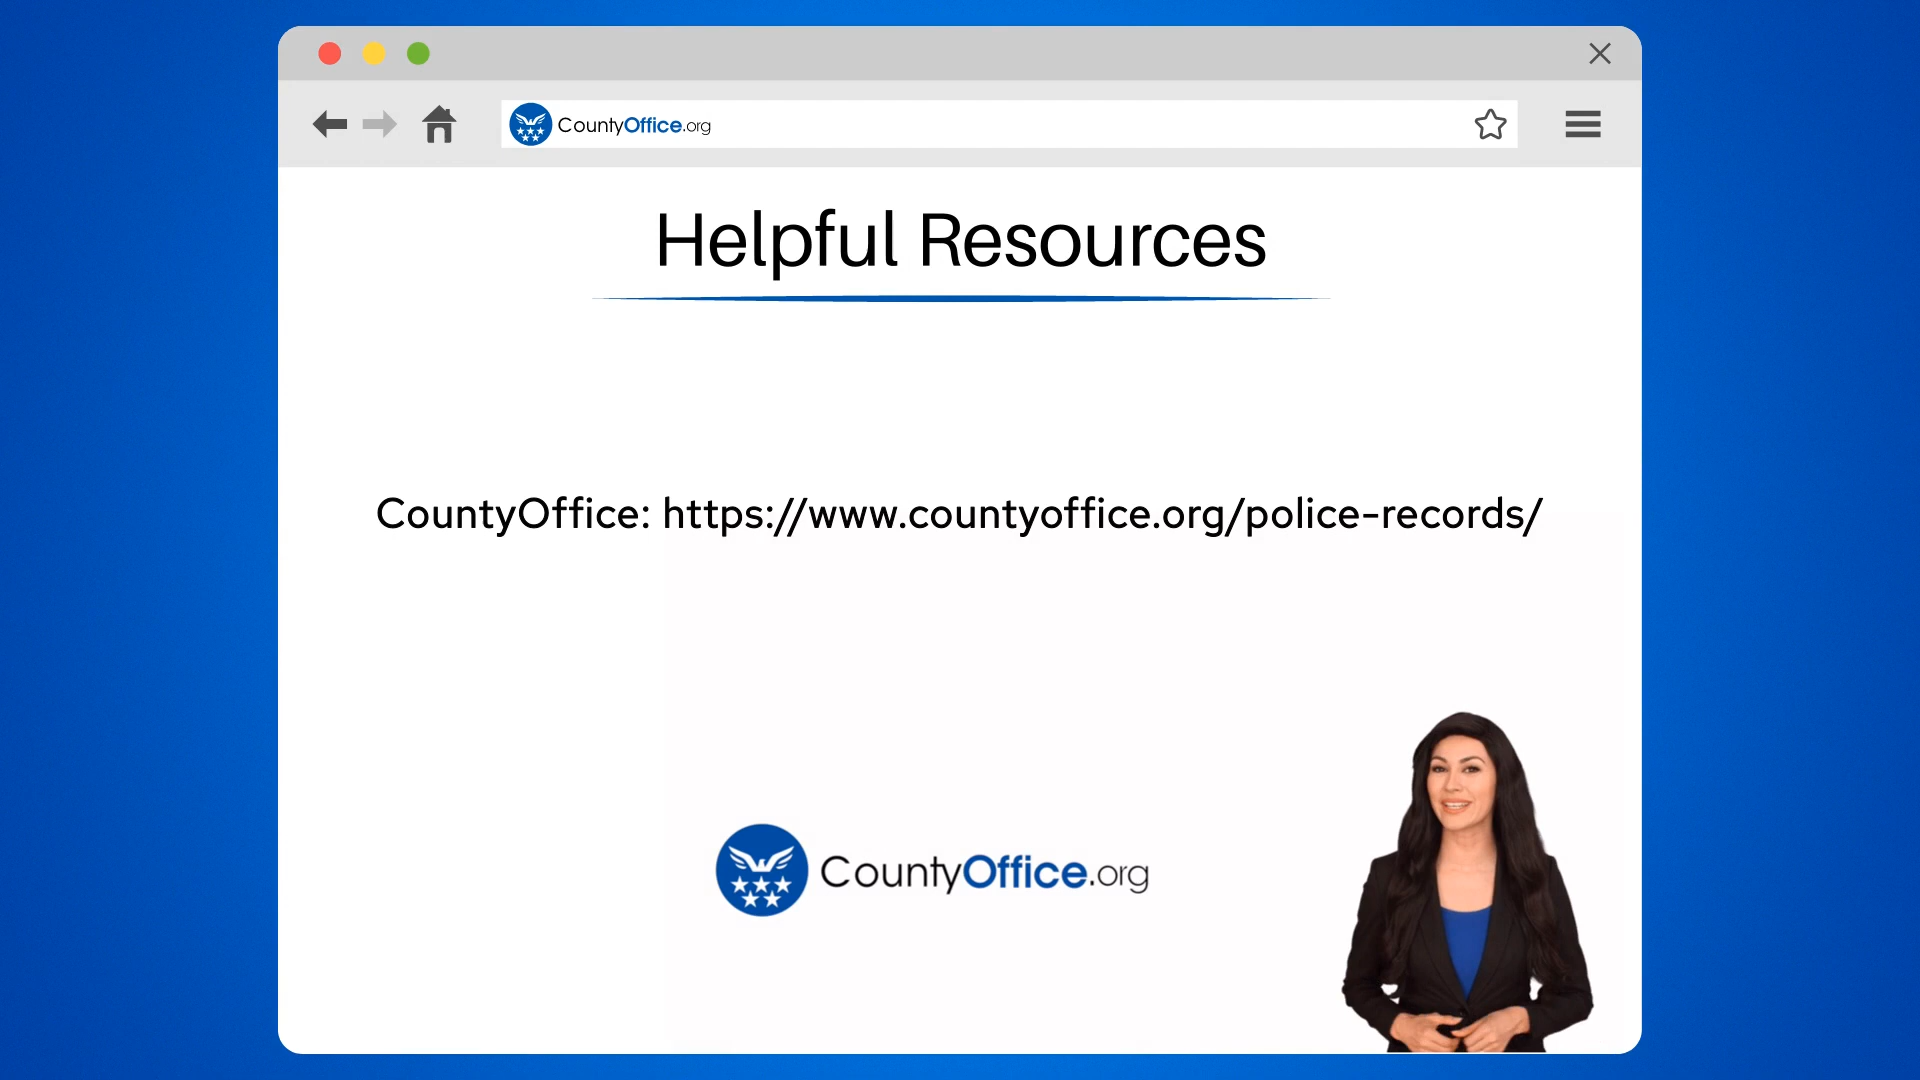 CountyOffice.org
Helpful Resources
CountyOffice: https://www.countyoffice.org/police-records/
CountyOffice.org